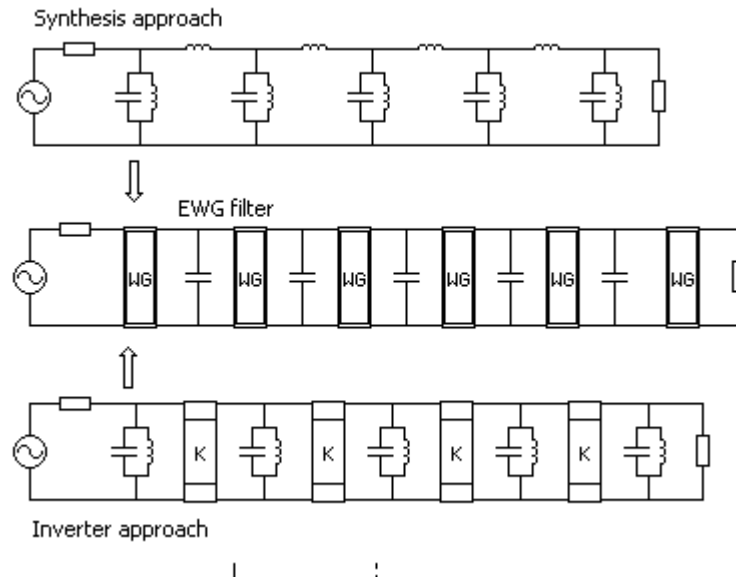 Synthesis approach
EWG filter
WG WG WG WG WG WG
K K K K
Inverter approach